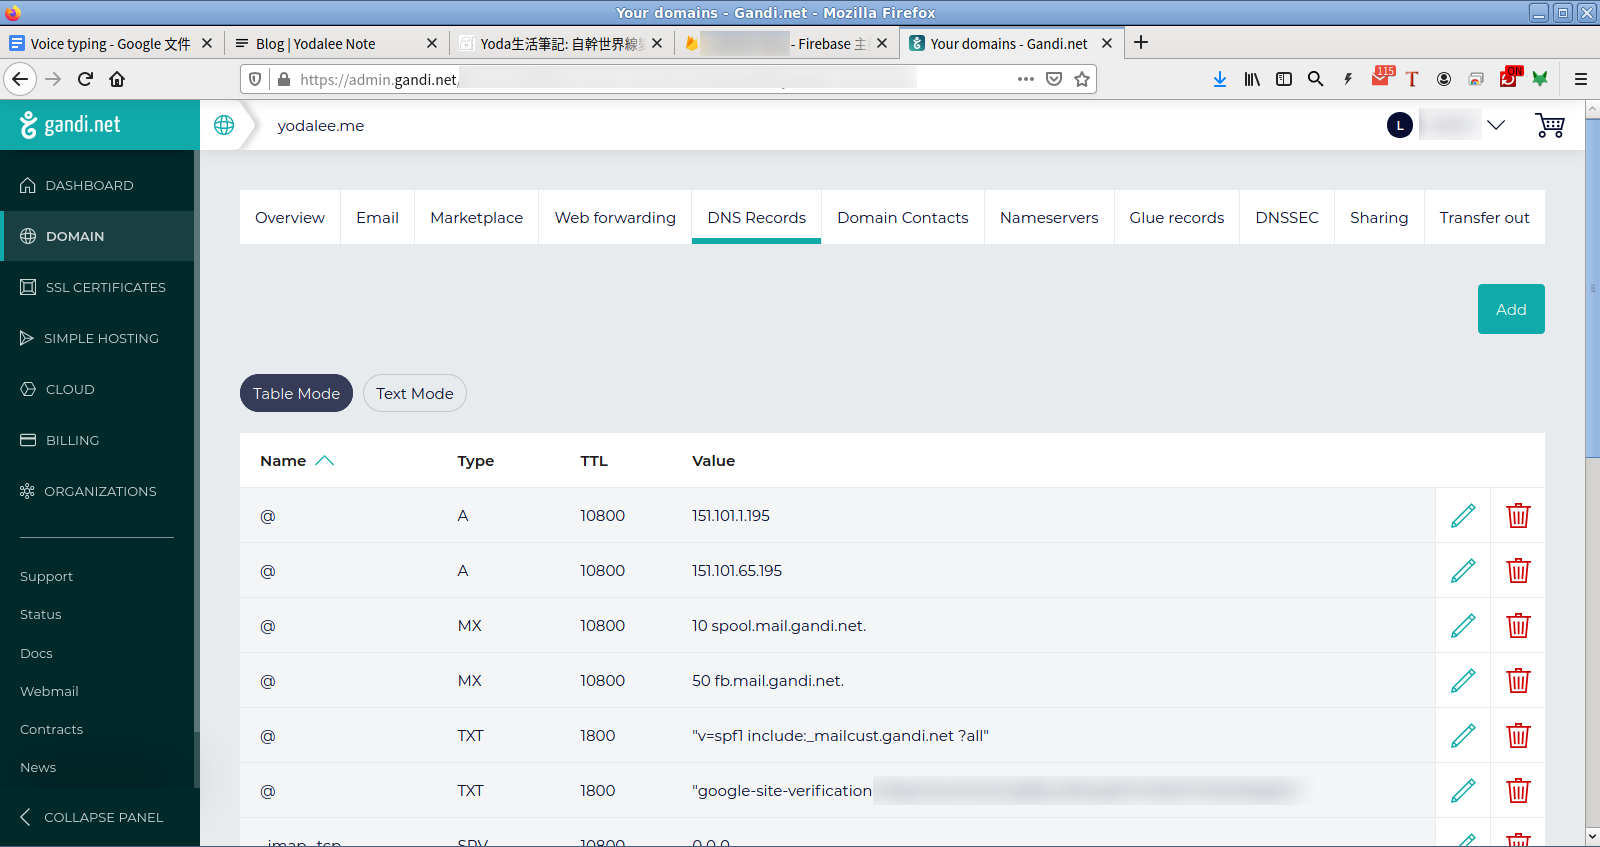 Your domains - Gandi.net - Mozilla Firefox
Voice typing - Google 文件
Blog | Yodalee Note
Yoda生活筆記: 自幹世界線
- Firebase 主
Your domains - Gandi.net
https://admin.gandi.net/
115
ON
gandi.net
yodalee.me
L
DASHBOARD
DOMAIN
SSL CERTIFICATES
SIMPLE HOSTING
CLOUD
BILLING
ORGANIZATIONS
Support
Status
Docs
Webmail
Contracts
News
COLLAPSE PANEL
Overview
Email
Marketplace
Web forwarding
DNS Records
Domain Contacts
Nameservers
Glue records
DNSSEC
Sharing
Transfer out
Add
Table Mode
Text Mode
Name Type TTL Value
@ A 10800 151.101.1.195
@ A 10800 151.101.65.195
@ MX 10800 10 spool.mail.gandi.net.
@ MX 10800 50 fb.mail.gandi.net.
@ TXT 1800 "v=spf1 include:_mailcust.gandi.net ?all"
@ TXT 1800 "google-site-verification
_imap._tcp SRV 10800 0 0 0